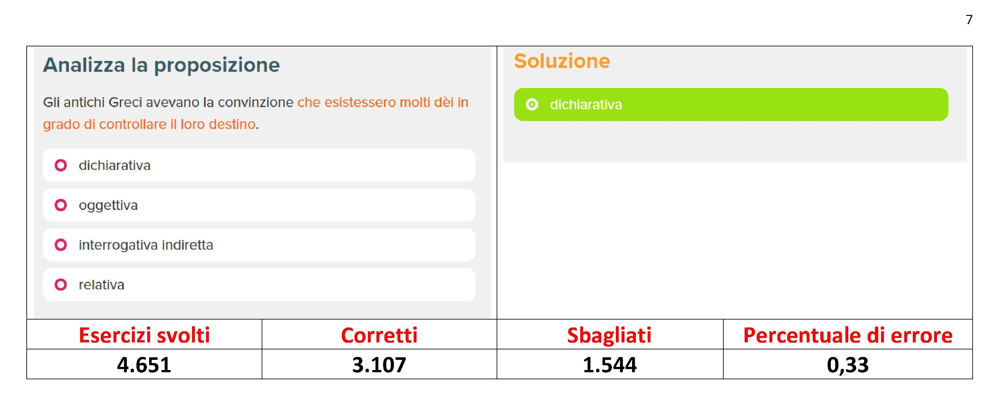 7
Analizza la proposizione
Gli antichi Greci avevano la convinzione che esistessero molti dèi in
grado di controllare il loro destino.
dichiarativa
oggettiva
interrogativa indiretta
relativa
Soluzione
dichiarativa
Esercizi svolti Corretti Sbagliati Percentuale di errore
4.651 3.107 1.544 0,33